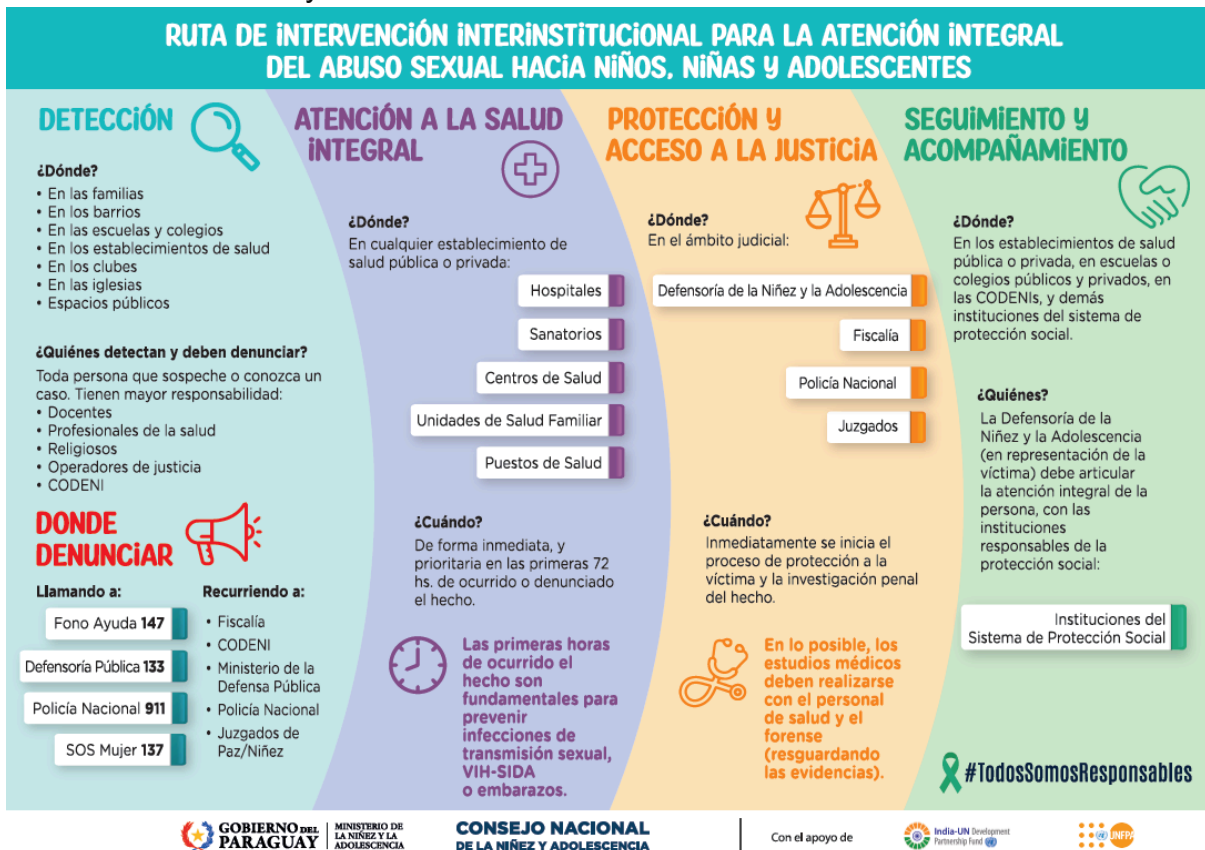 RUTA DE INTERVENCIÓN INTERINSTITUCIONAL PARA LA ATENCIÓN INTEGRAL
DEL ABUSO SEXUAL HACIA NIÑOS, NIÑAS Y ADOLESCENTES
DETECCIÓN
¿Dónde?
• En las familias
• En los barrios
• En las escuelas y colegios
• En los establecimientos de salud
• En los clubes
• En las iglesias
• Espacios públicos
¿Quiénes detectan y deben denunciar?
Toda persona que sospeche o conozca un
caso. Tienen mayor responsabilidad:
• Docentes
• Profesionales de la salud
• Religiosos
• Operadores de justicia
• CODENI
DONDE
DENUNCIAR
Llamando a:
Fono Ayuda 147
Defensoría Pública 133
Policía Nacional 911
SOS Mujer 137
Recurriendo a:
• Fiscalía
• CODENI
• Ministerio de la
Defensa Pública
• Policía Nacional
• Juzgados de
Paz/Niñez
ATENCIÓN A LA SALUD
INTEGRAL
¿Dónde?
En cualquier establecimiento de
salud pública o privada:
Hospitales
Sanatorios
Centros de Salud
Unidades de Salud Familiar
Puestos de Salud
¿Cuándo?
De forma inmediata, y
prioritaria en las primeras 72
hs. de ocurrido o denunciado
el hecho.
Las primeras horas
de ocurrido el
hecho son
fundamentales para
prevenir
infecciones de
transmisión sexual,
VIH-SIDA
o embarazos.
PROTECCIÓN Y
ACCESO A LA JUSTICIA
¿Dónde?
En el ámbito judicial:
Defensoría de la Niñez y la Adolescencia
Fiscalía
Policía Nacional
Juzgados
¿Cuándo?
Inmediatamente se inicia el
proceso de protección a la
víctima y la investigación penal
del hecho.
En lo posible, los
estudios médicos
deben realizarse
con el personal
de salud y el
forense
(resguardando
las evidencias).
SEGUIMIENTO Y
ACOMPAÑAMIENTO
¿Dónde?
En los establecimientos de salud
pública o privada, en escuelas o
colegios públicos y privados, en
las CODENIs, y demás
instituciones del sistema de
protección social.
¿Quiénes?
La Defensoría de la
Niñez y la Adolescencia
(en representación de la
víctima) debe articular
la atención integral de la
persona, con las
instituciones
responsables de la
protección social:
Instituciones del
Sistema de Protección Social
#TodosSomosResponsables
GOBIERNO DEL
PARAGUAY
MINISTERIO DE
LA NIÑEZ Y LA
ADOLESCENCIA
CONSEJO NACIONAL
DE LA NIÑEZ Y ADOLESCENCIA
Con el apoyo de
India-UN Development
Partnership Fund
UNFPA